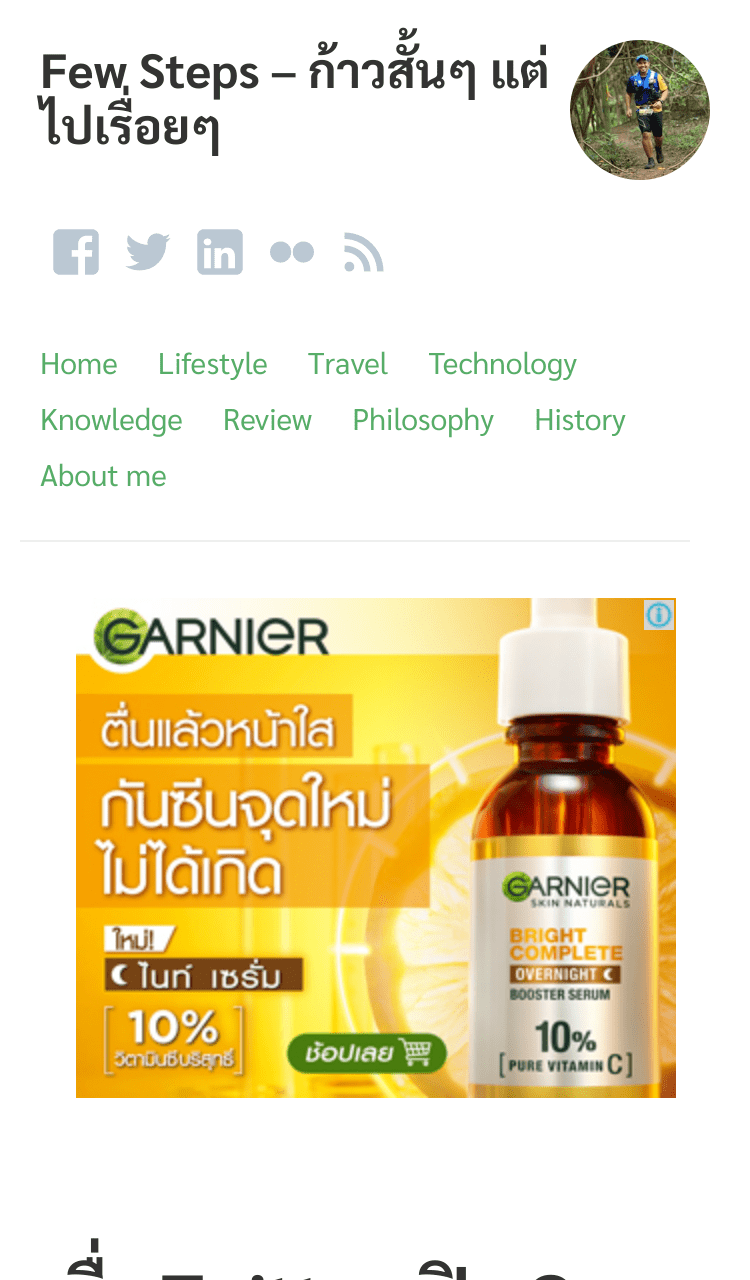 Few Steps – ก้าวสั้นๆ แต่
ไปเรื่อยๆ
Home Lifestyle Travel Technology
Knowledge Review Philosophy History
About me
GARNIER
ตื่นแล้วหน้าใส
กันซีนจุดใหม่
ไม่ได้เกิด
ใหม่!
ไนท์ เซรั่ม
10%
วิตามินซีบริสุทธิ์
ช้อปเลย
GARNIER
SKIN NATURALS
BRIGHT
COMPLETE
OVERNIGHT
BOOSTER SERUM
10%
[PURE VITAMIN C]